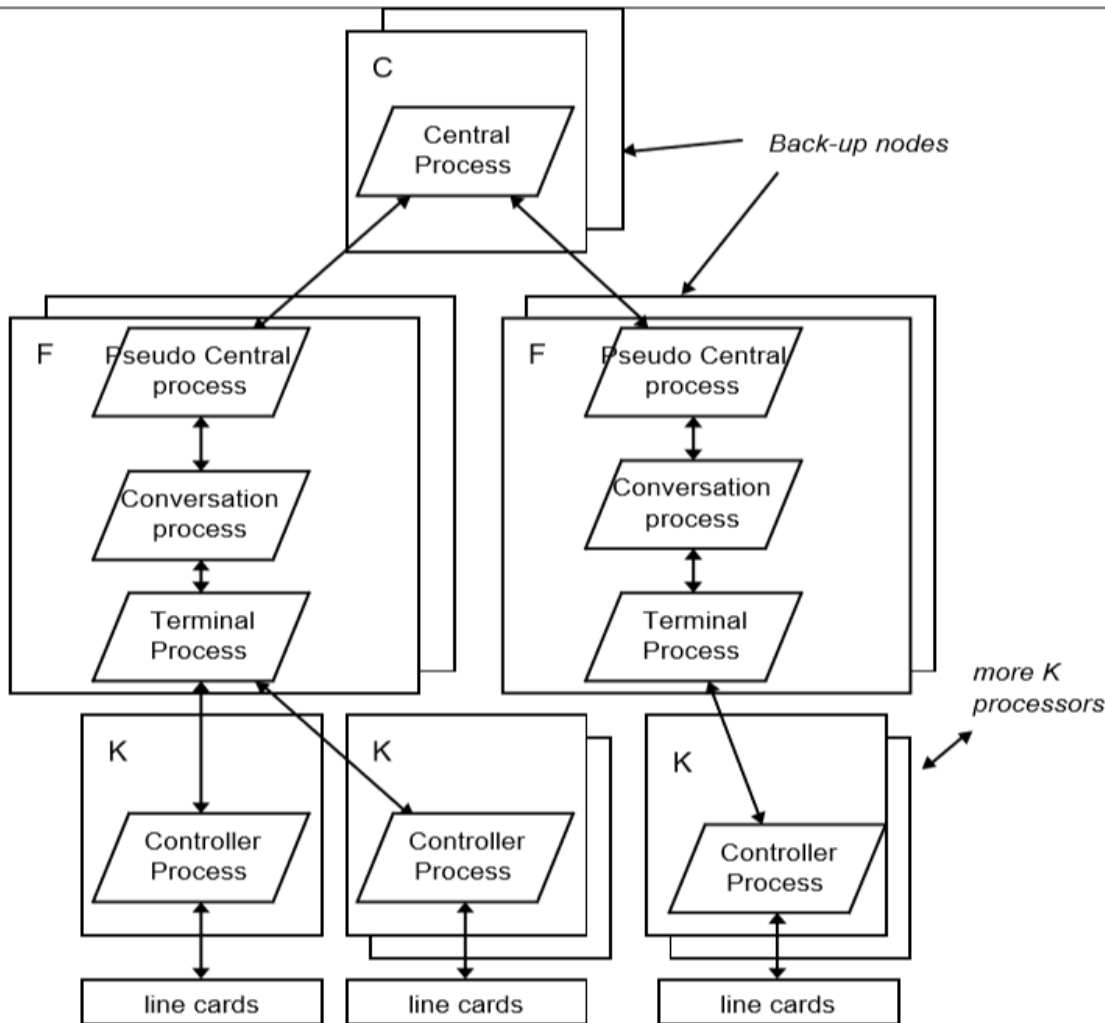 C
Central
Process
Back-up nodes
F
Pseudo Central
process
Conversation
process
Terminal
Process
F
Pseudo Central
process
Conversation
process
Terminal
Process
more K
processors
K
Controller
Process
K
Controller
Process
K
Controller
Process
line cards
line cards
line cards